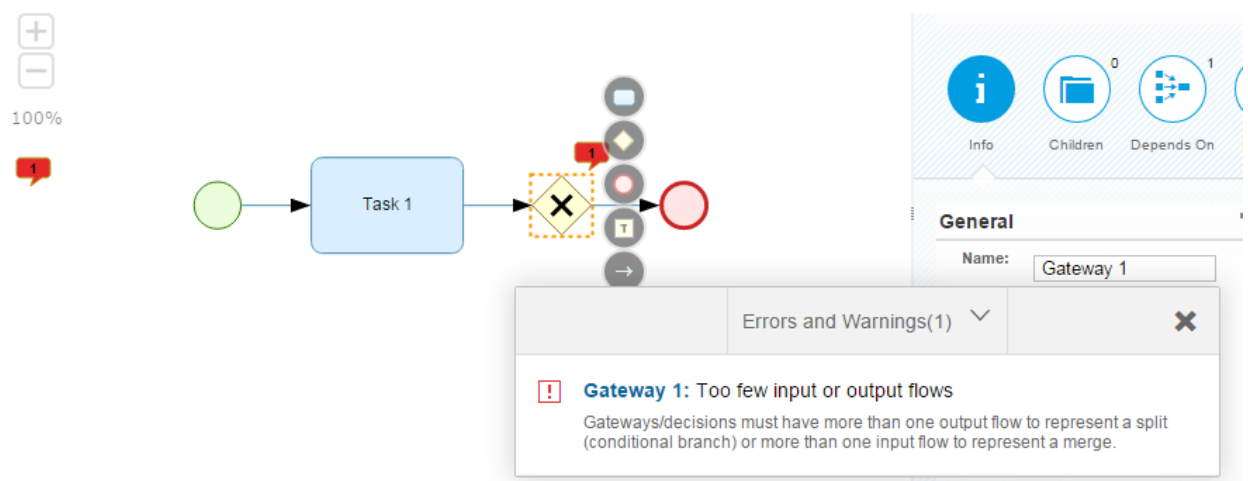 100%
1
Task 1
1
T
i
0
1
Info
Children
Depends On
General
Name:
Gateway 1
Errors and Warnings(1)
Gateway 1: Too few input or output flows
Gateways/decisions must have more than one output flow to represent a split
(conditional branch) or more than one input flow to represent a merge.